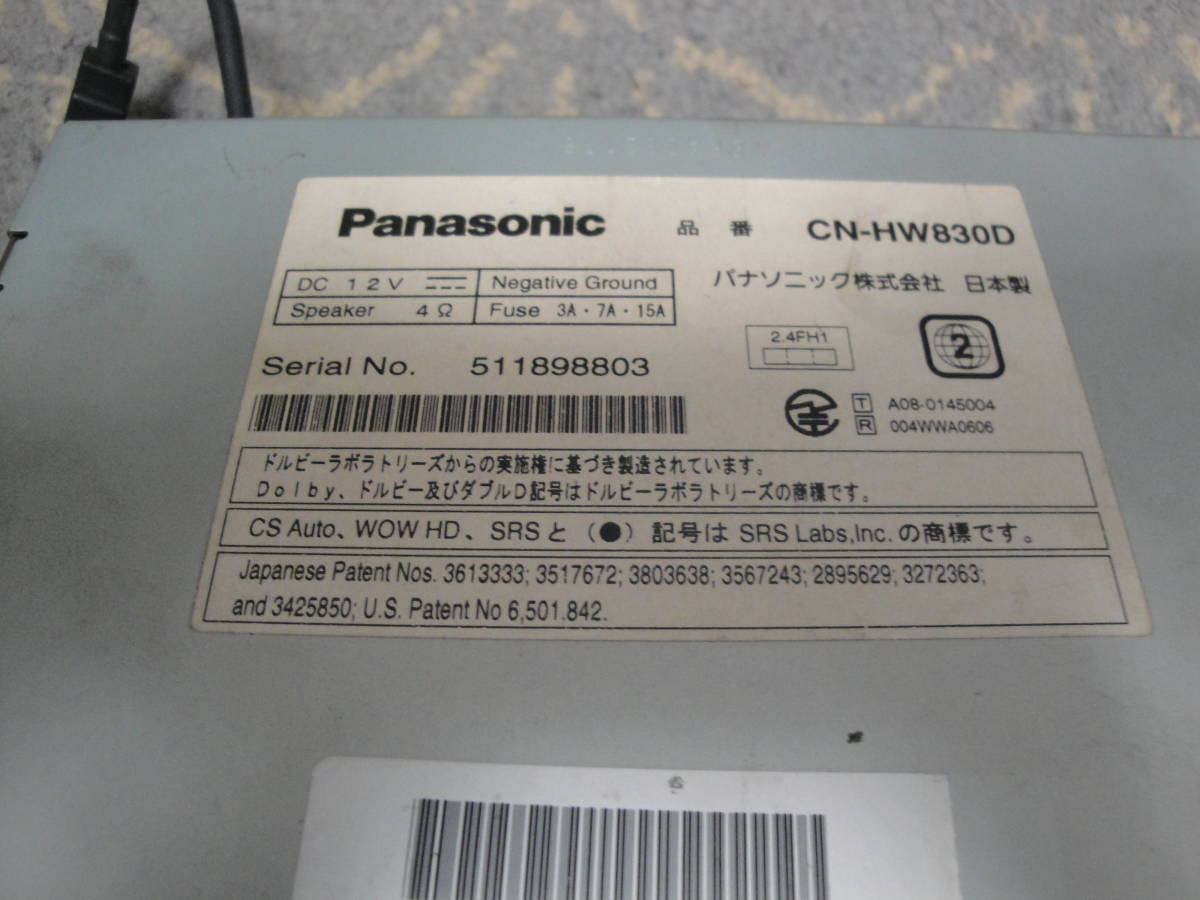 Panasonic 品番 CN-HW830D
DC 12V Negative Ground
Speaker 4Ω Fuse 3A・7A・15A
パナソニック株式会社 日本製
2.4FH1
2
Serial No. 511898803
T A08-0145004
R 004WWA0606
ドルビーラボラトリーズからの実施権に基づき製造されています。
Dolby、ドルビー及びダブルD記号はドルビーラボラトリーズの商標です。
CS Auto、WOW HD、SRSと(●)記号は SRS Labs,Inc.の商標です。
Japanese Patent Nos. 3613333; 3517672; 3803638; 3567243; 2895629; 3272363;
and 3425850; U.S. Patent No 6,501.842.